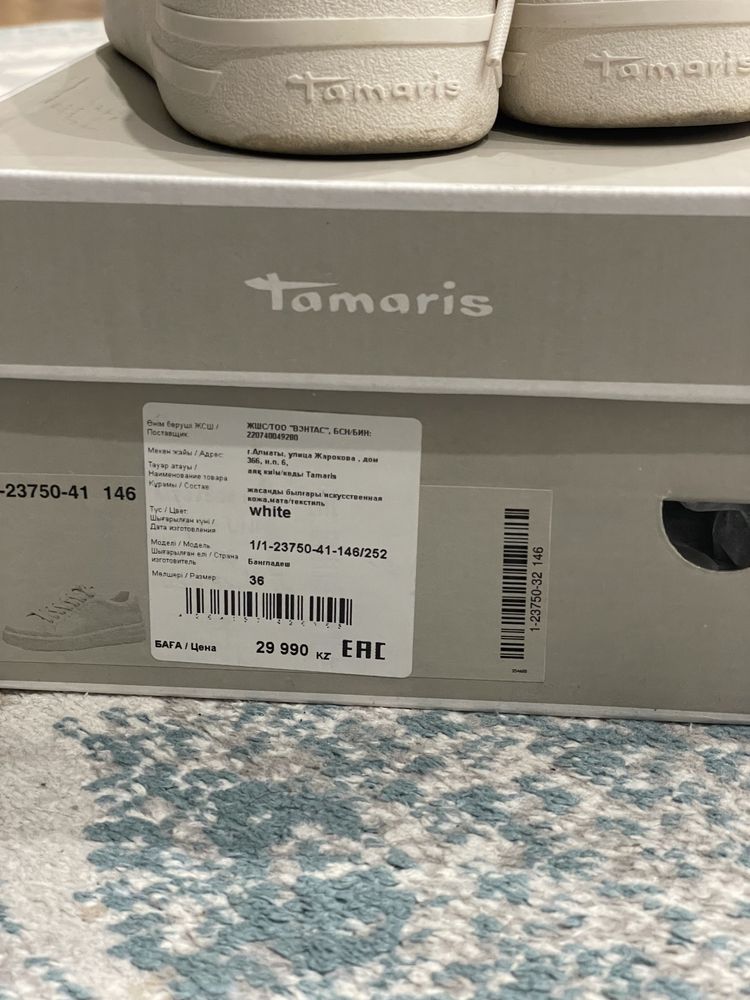 Tamaris
Tamaris
Tamaris
-23750-41 146
Өнім беруші ЖСШ /
Поставщик
ЖШС/ТОО "ВЭНТАС", БСН/БИН:
220740049280
Мекен жайы / Адрес
г.Алматы, улица Жарокова , дом
366, н.п. 6,
Тауар атауы /
Наименование товара
аяқ киім/кеды Tamaris
Құрамы / Состав
жасанды былғары/искусственная
кожа,мата/текстиль
Түс / Цвет
white
Шығарылған күні /
Дата изготовления
Моделі / Модель
1/1-23750-41-146/252
Шығарылған елі / Страна
изготовитель
Бангладеш
Мөлшері / Размер
36
БАҒА / Цена
29 990 KZ
EAC
1-23750-32 146